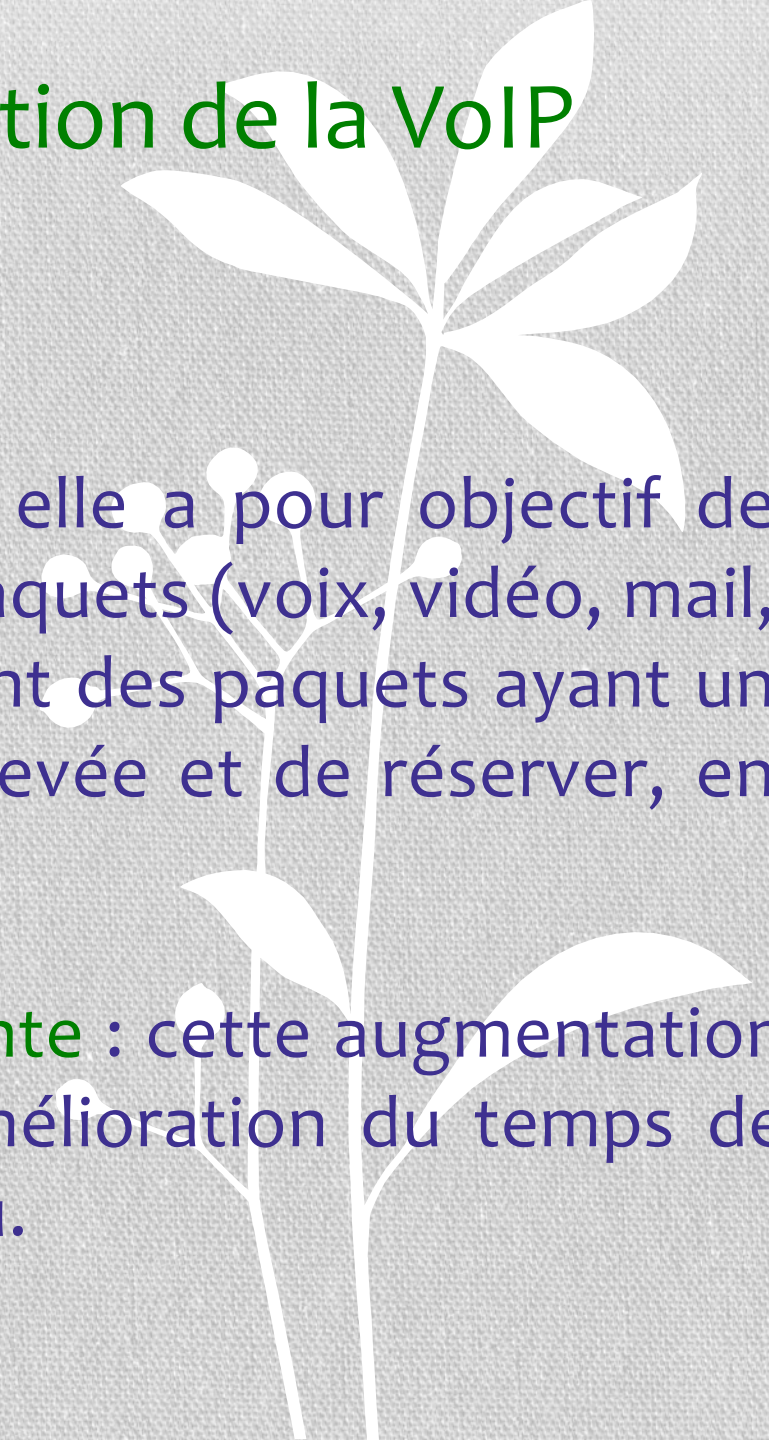 tion de la VoIP
elle a pour objectif de
aquets (voix, vidéo, mail,
nt des paquets ayant un
evée et de réserver, en
nte : cette augmentation
mélioration du temps de
.